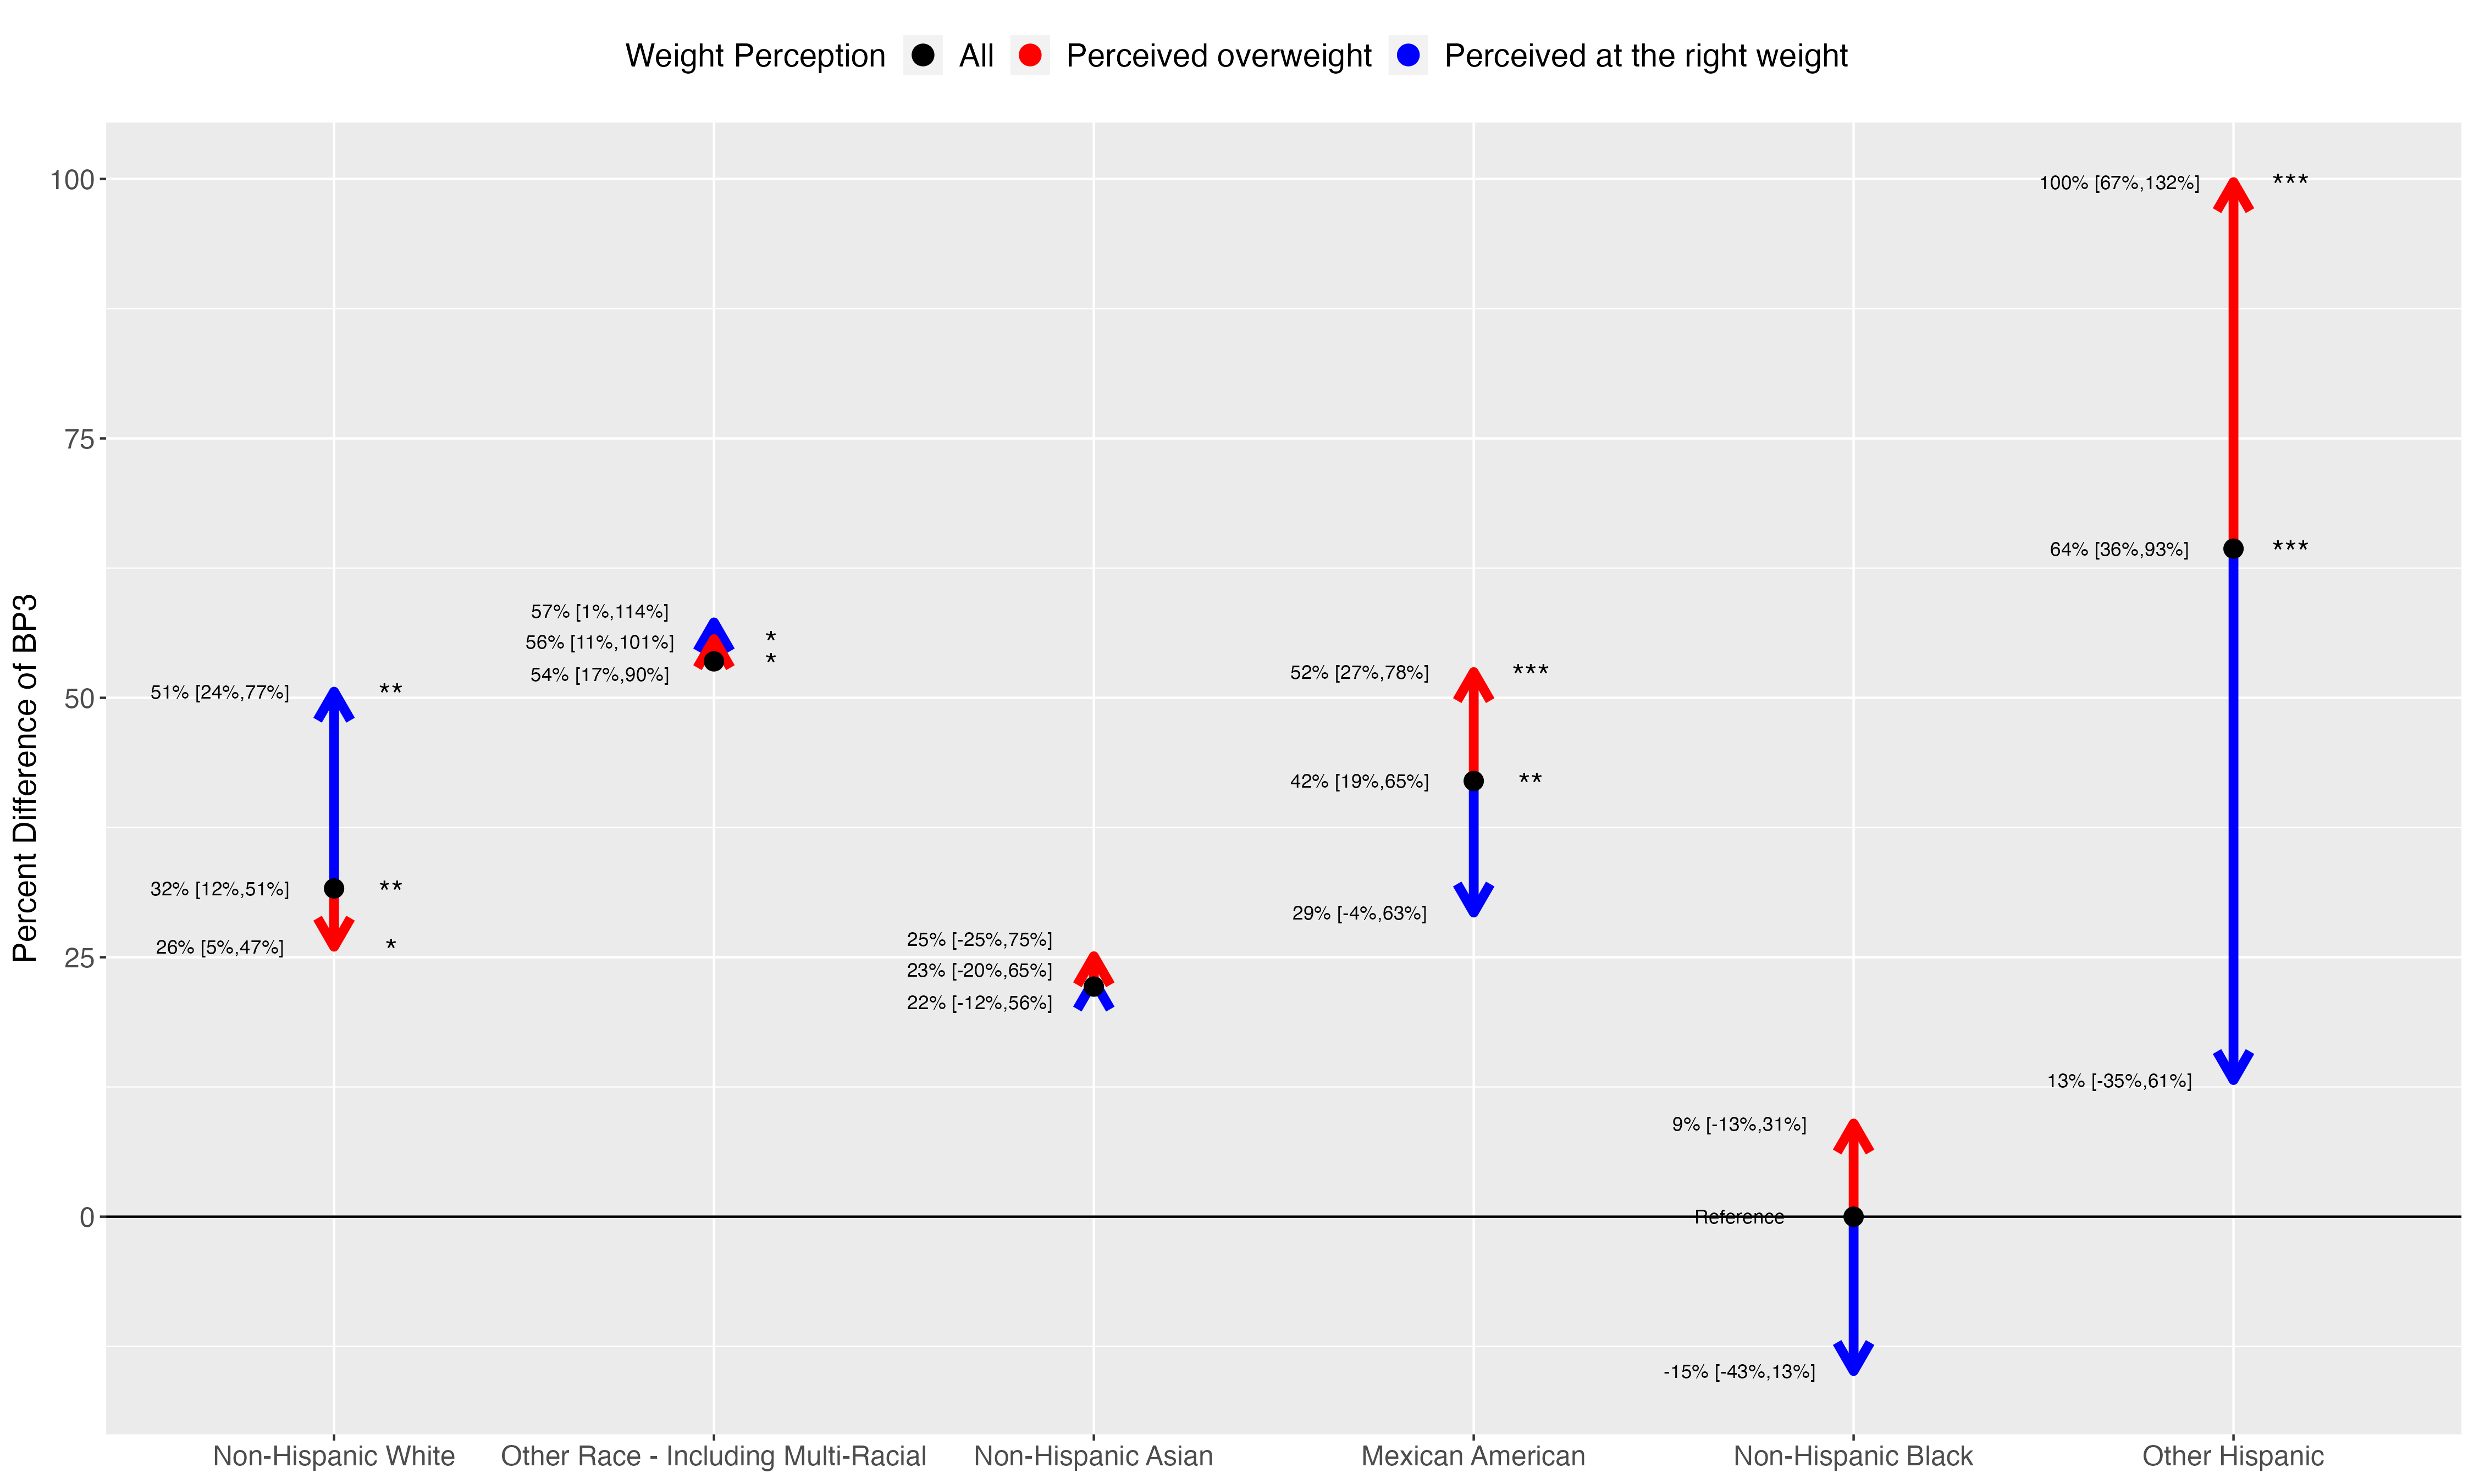 Weight Perception All Perceived overweight Perceived at the right weight
Percent Difference of BP3
100
75
50
25
0
51% [24%,77%] **
32% [12%,51%] **
26% [5%,47%] *
57% [1%,114%]
56% [11%,101%] *
54% [17%,90%] *
25% [-25%,75%]
23% [-20%,65%]
22% [-12%,56%]
52% [27%,78%] ***
42% [19%,65%] **
29% [-4%,63%]
9% [-13%,31%]
Reference
-15% [-43%,13%]
100% [67%,132%] ***
64% [36%,93%] ***
13% [-35%,61%]
Non-Hispanic White Other Race - Including Multi-Racial Non-Hispanic Asian Mexican American Non-Hispanic Black Other Hispanic